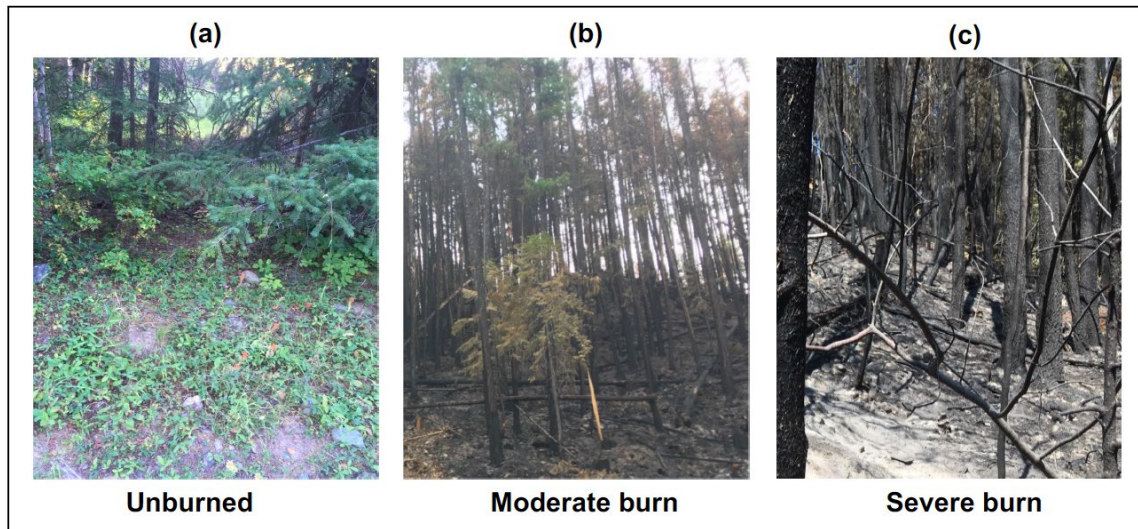 (a)
(b)
(c)
Unburned
Moderate burn
Severe burn